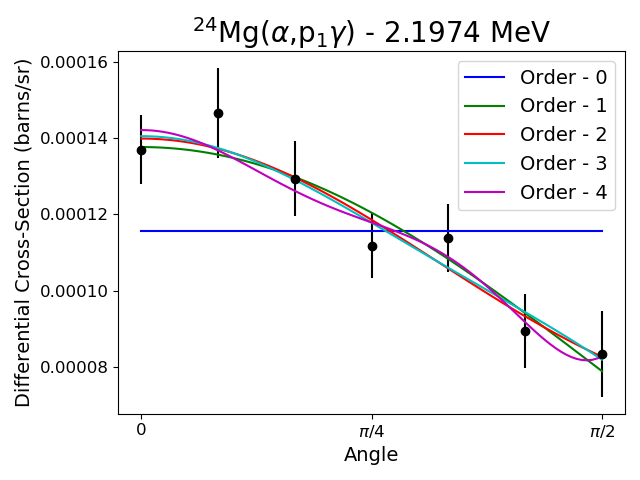 ²⁴Mg(α,p₁γ) - 2.1974 MeV
Differential Cross-Section (barns/sr)
0.00016
0.00014
0.00012
0.00010
0.00008
Order - 0
Order - 1
Order - 2
Order - 3
Order - 4
0
π/4
π/2
Angle